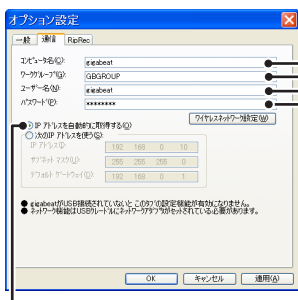 オプション設定
一般 通信 RipRec
コンピュータ名(C): gigabeat
ワークグループ(G): GBGROUP
ユーザー名(N): gigabeat
パスワード(P): ********
ワイヤレスネットワーク設定(W)
IP アドレスを自動的に取得する(O)
次のIP アドレスを使う(S):
IP アドレス(I): 192 168 0 10
サブネット マスク(U): 255 255 255 0
デフォルト ゲートウェイ(D): 192 168 0 1
● gigabeatがUSB接続されていないと このタブの設定機能が有効になりません。
● ネットワーク機能はUSBクレードルにネットワークアダプタがセットされている必要があります。
OK キャンセル 適用(A)